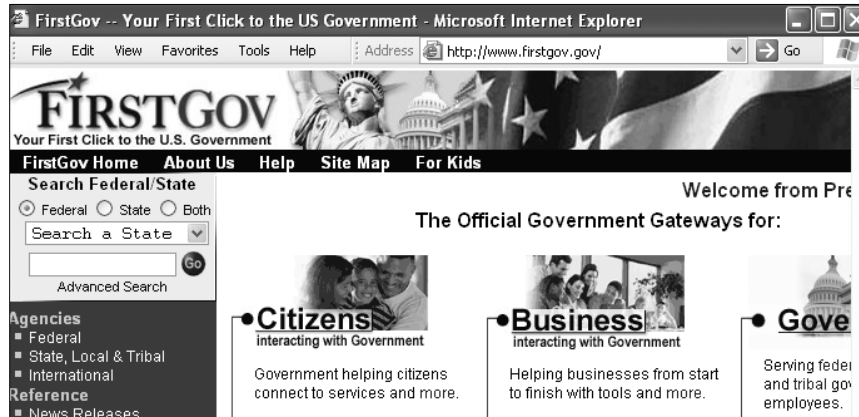 FirstGov -- Your First Click to the US Government - Microsoft Internet Explorer
File Edit View Favorites Tools Help Address http://www.firstgov.gov/ Go
FIRSTGOV
Your First Click to the U.S. Government
FirstGov Home About Us Help Site Map For Kids
Search Federal/State
Federal State Both
Search a State
Go
Advanced Search
Agencies
Federal
State, Local & Tribal
International
Reference
News Releases
Welcome from Pre
The Official Government Gateways for:
Citizens
interacting with Government
Government helping citizens
connect to services and more.
Business
interacting with Government
Helping businesses from start
to finish with tools and more.
Gove
Serving feder
and tribal gov
employees.